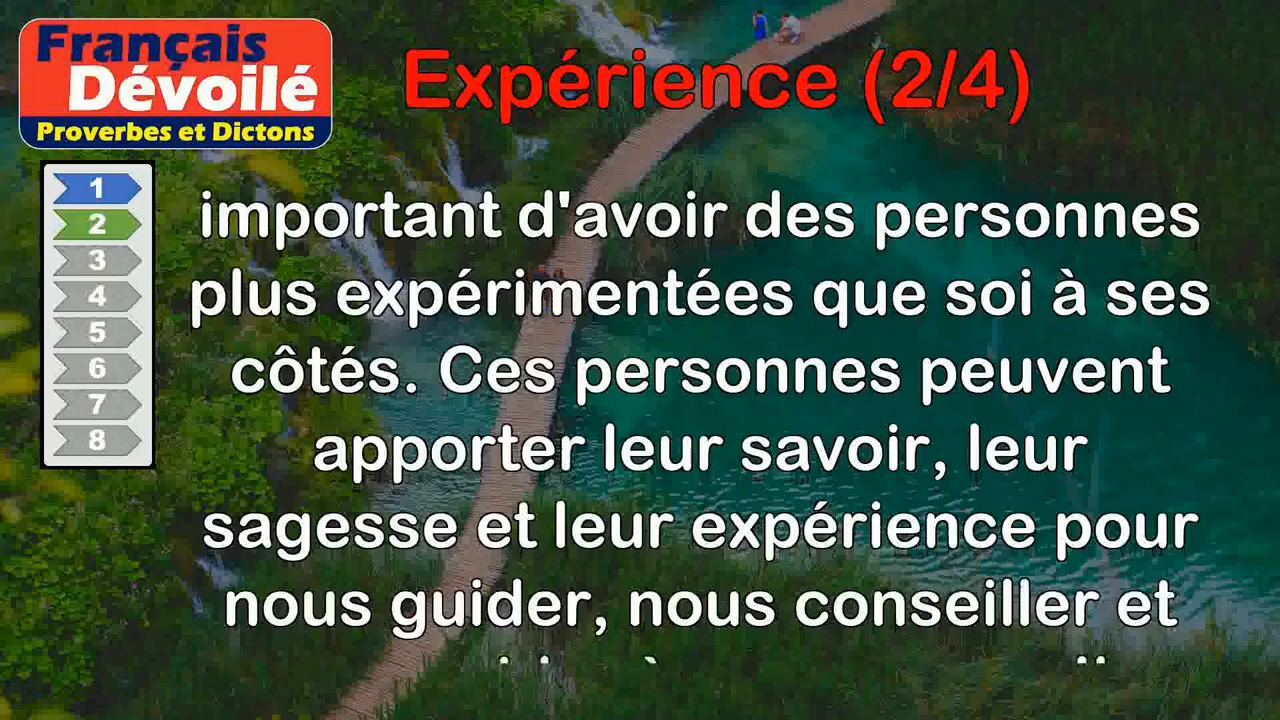 Français
Dévoilé
Proverbes et Dictons
Expérience (2/4)
1
2
3
4
5
6
7
8
important d'avoir des personnes
plus expérimentées que soi à ses
côtés. Ces personnes peuvent
apporter leur savoir, leur
sagesse et leur expérience pour
nous guider, nous conseiller et